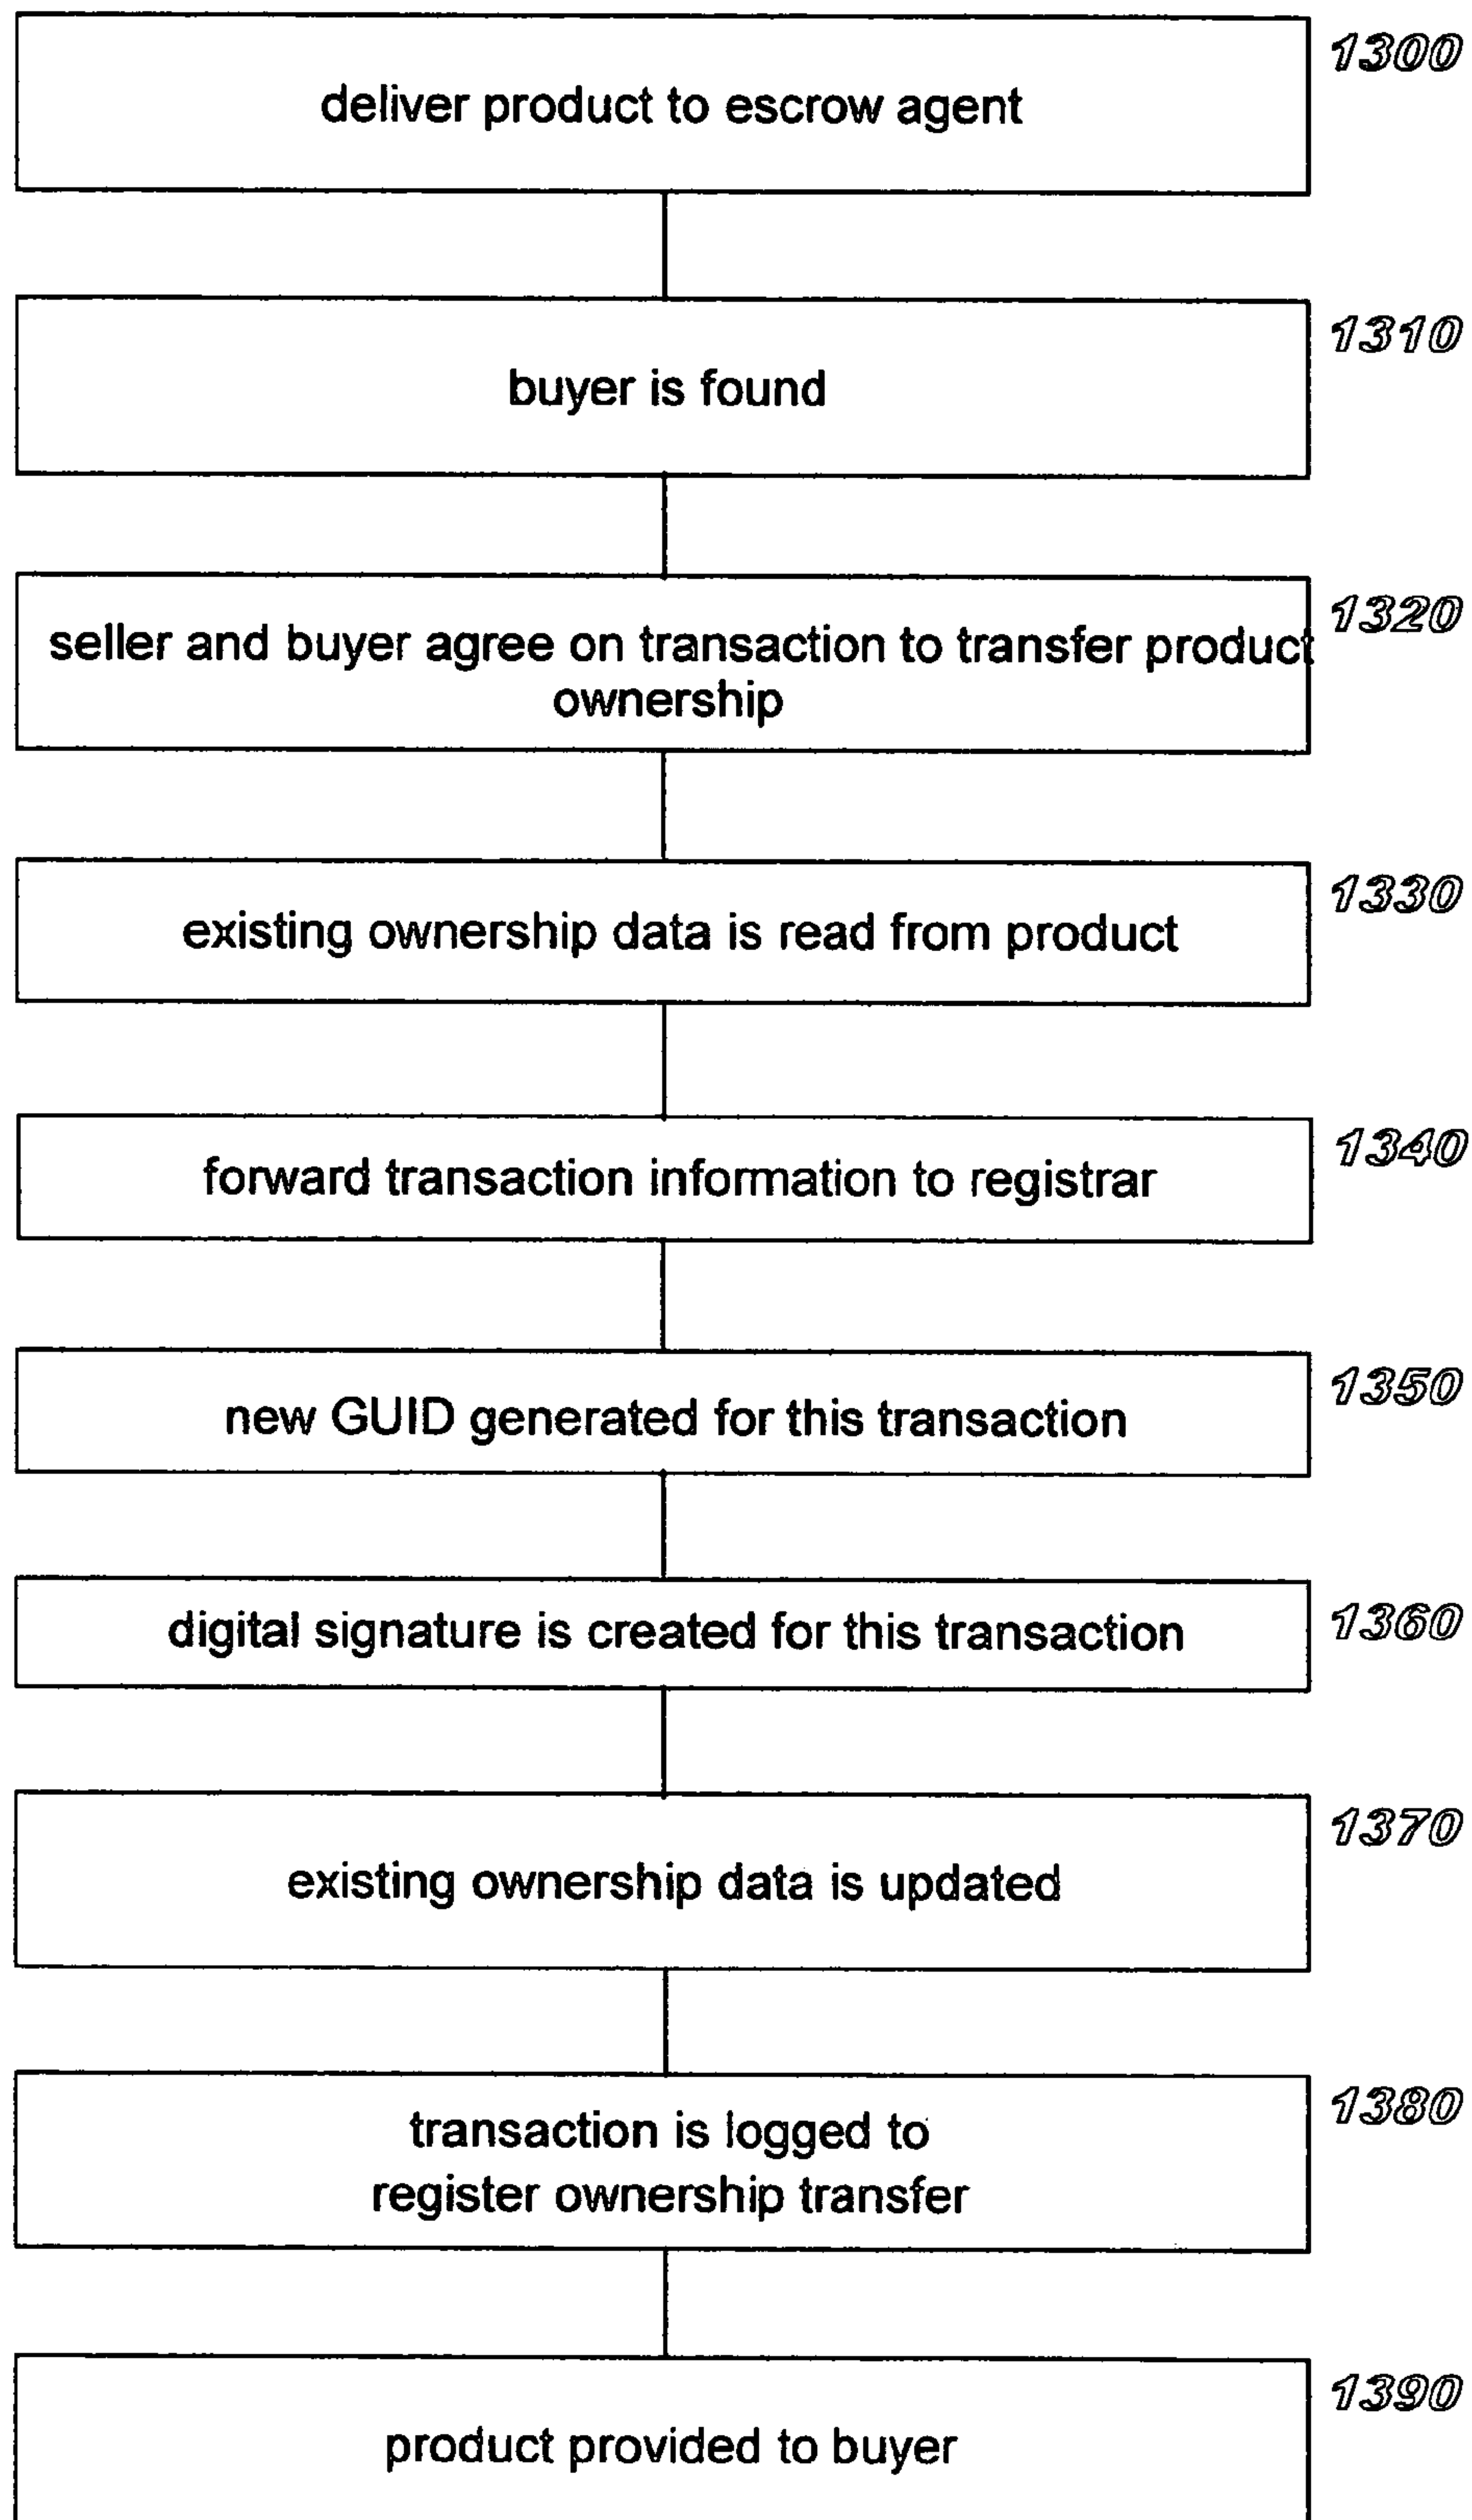 1300
deliver product to escrow agent
1310
buyer is found
1320
seller and buyer agree on transaction to transfer product
ownership
1330
existing ownership data is read from product
1340
forward transaction information to registrar
1350
new GUID generated for this transaction
1360
digital signature is created for this transaction
1370
existing ownership data is updated
1380
transaction is logged to
register ownership transfer
1390
product provided to buyer